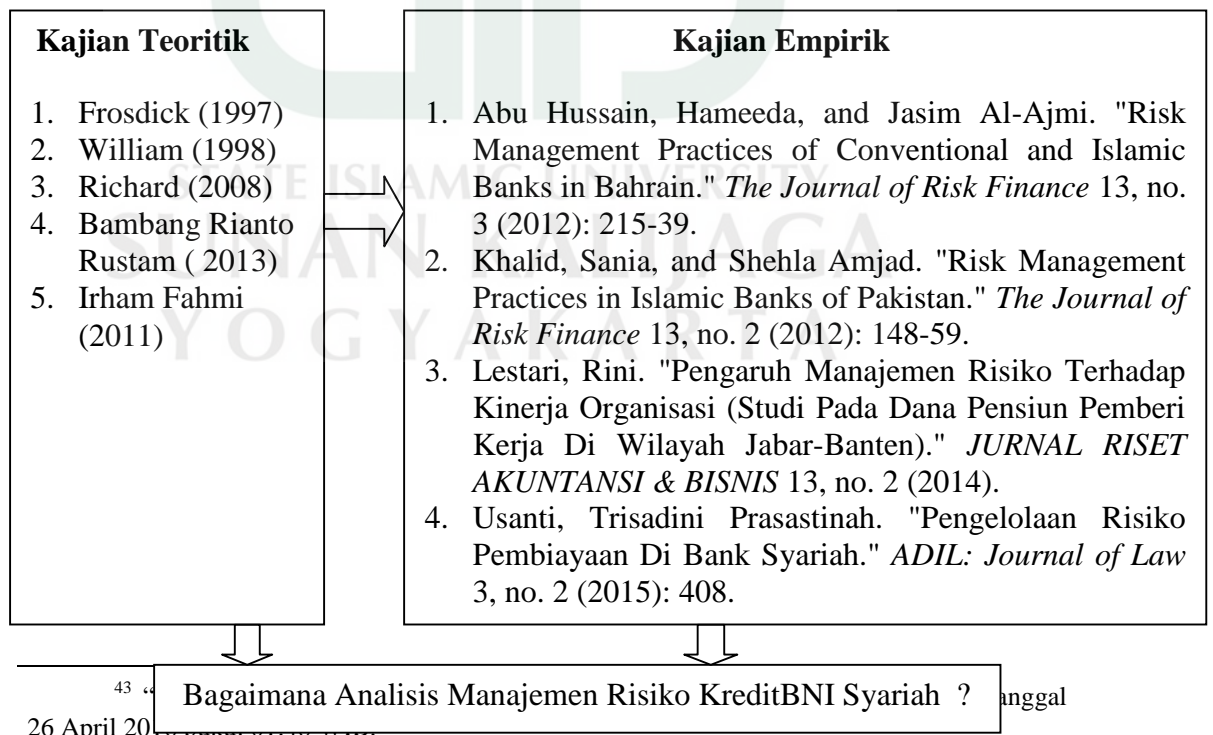 Kajian Teoritik
1. Frosdick (1997)
2. William (1998)
3. Richard (2008)
4. Bambang Rianto
Rustam ( 2013)
5. Irham Fahmi
(2011)
Kajian Empirik
1. Abu Hussain, Hameeda, and Jasim Al-Ajmi. "Risk
Management Practices of Conventional and Islamic
Banks in Bahrain." The Journal of Risk Finance 13, no.
3 (2012): 215-39.
2. Khalid, Sania, and Shehla Amjad. "Risk Management
Practices in Islamic Banks of Pakistan." The Journal of
Risk Finance 13, no. 2 (2012): 148-59.
3. Lestari, Rini. "Pengaruh Manajemen Risiko Terhadap
Kinerja Organisasi (Studi Pada Dana Pensiun Pemberi
Kerja Di Wilayah Jabar-Banten)." JURNAL RISET
AKUNTANSI & BISNIS 13, no. 2 (2014).
4. Usanti, Trisadini Prasastinah. "Pengelolaan Risiko
Pembiayaan Di Bank Syariah." ADIL: Journal of Law
3, no. 2 (2015): 408.
STATE ISLAMIC UNIVERSITY
SUNAN KALIJAGA
YOGYAKARTA
Bagaimana Analisis Manajemen Risiko KreditBNI Syariah ?
43 “ anggal
26 April 20